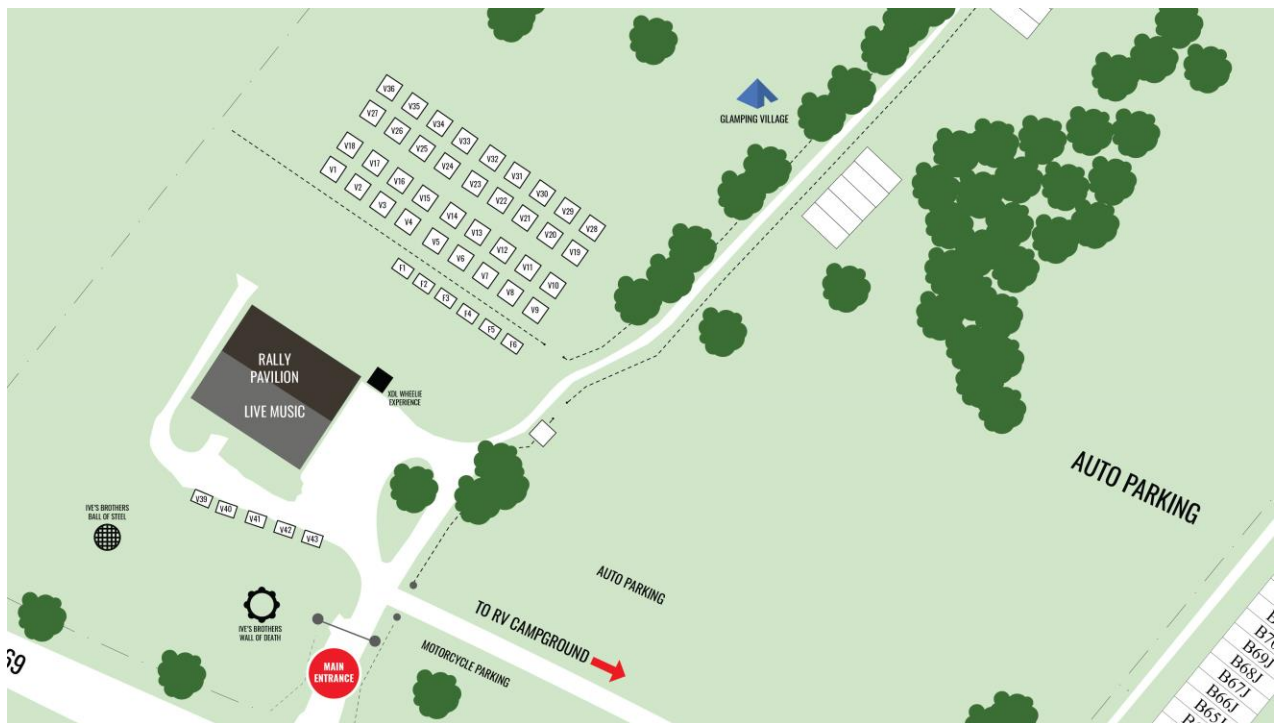 V36
V35
V34
V33
V32
V31
V30
V29
V28
V27
V26
V25
V24
V23
V22
V21
V20
V19
V18
V17
V16
V15
V14
V13
V12
V11
V10
V1
V2
V3
V4
V5
V6
V7
V8
V9
F1
F2
F3
F4
F5
F6
GLAMPING VILLAGE
RALLY
PAVILION
LIVE MUSIC
XDL WHEELIE
EXPERIENCE
AUTO PARKING
V39
V40
V41
V42
V43
IVE'S BROTHERS
BALL OF STEEL
IVE'S BROTHERS
WALL OF DEATH
AUTO PARKING
TO RV CAMPGROUND
MOTORCYCLE PARKING
MAIN
ENTRANCE
69
B69J
B68J
B67J
B66J
B65J